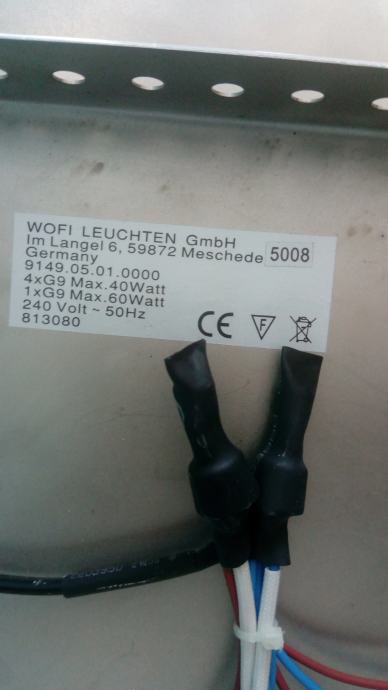 WOFI LEUCHTEN GmbH
Im Langel 6, 59872 Meschede 5008
Germany
9149.05.01.0000
4xG9 Max.40Watt
1xG9 Max.60Watt
240 Volt ~ 50Hz
813080
CE F